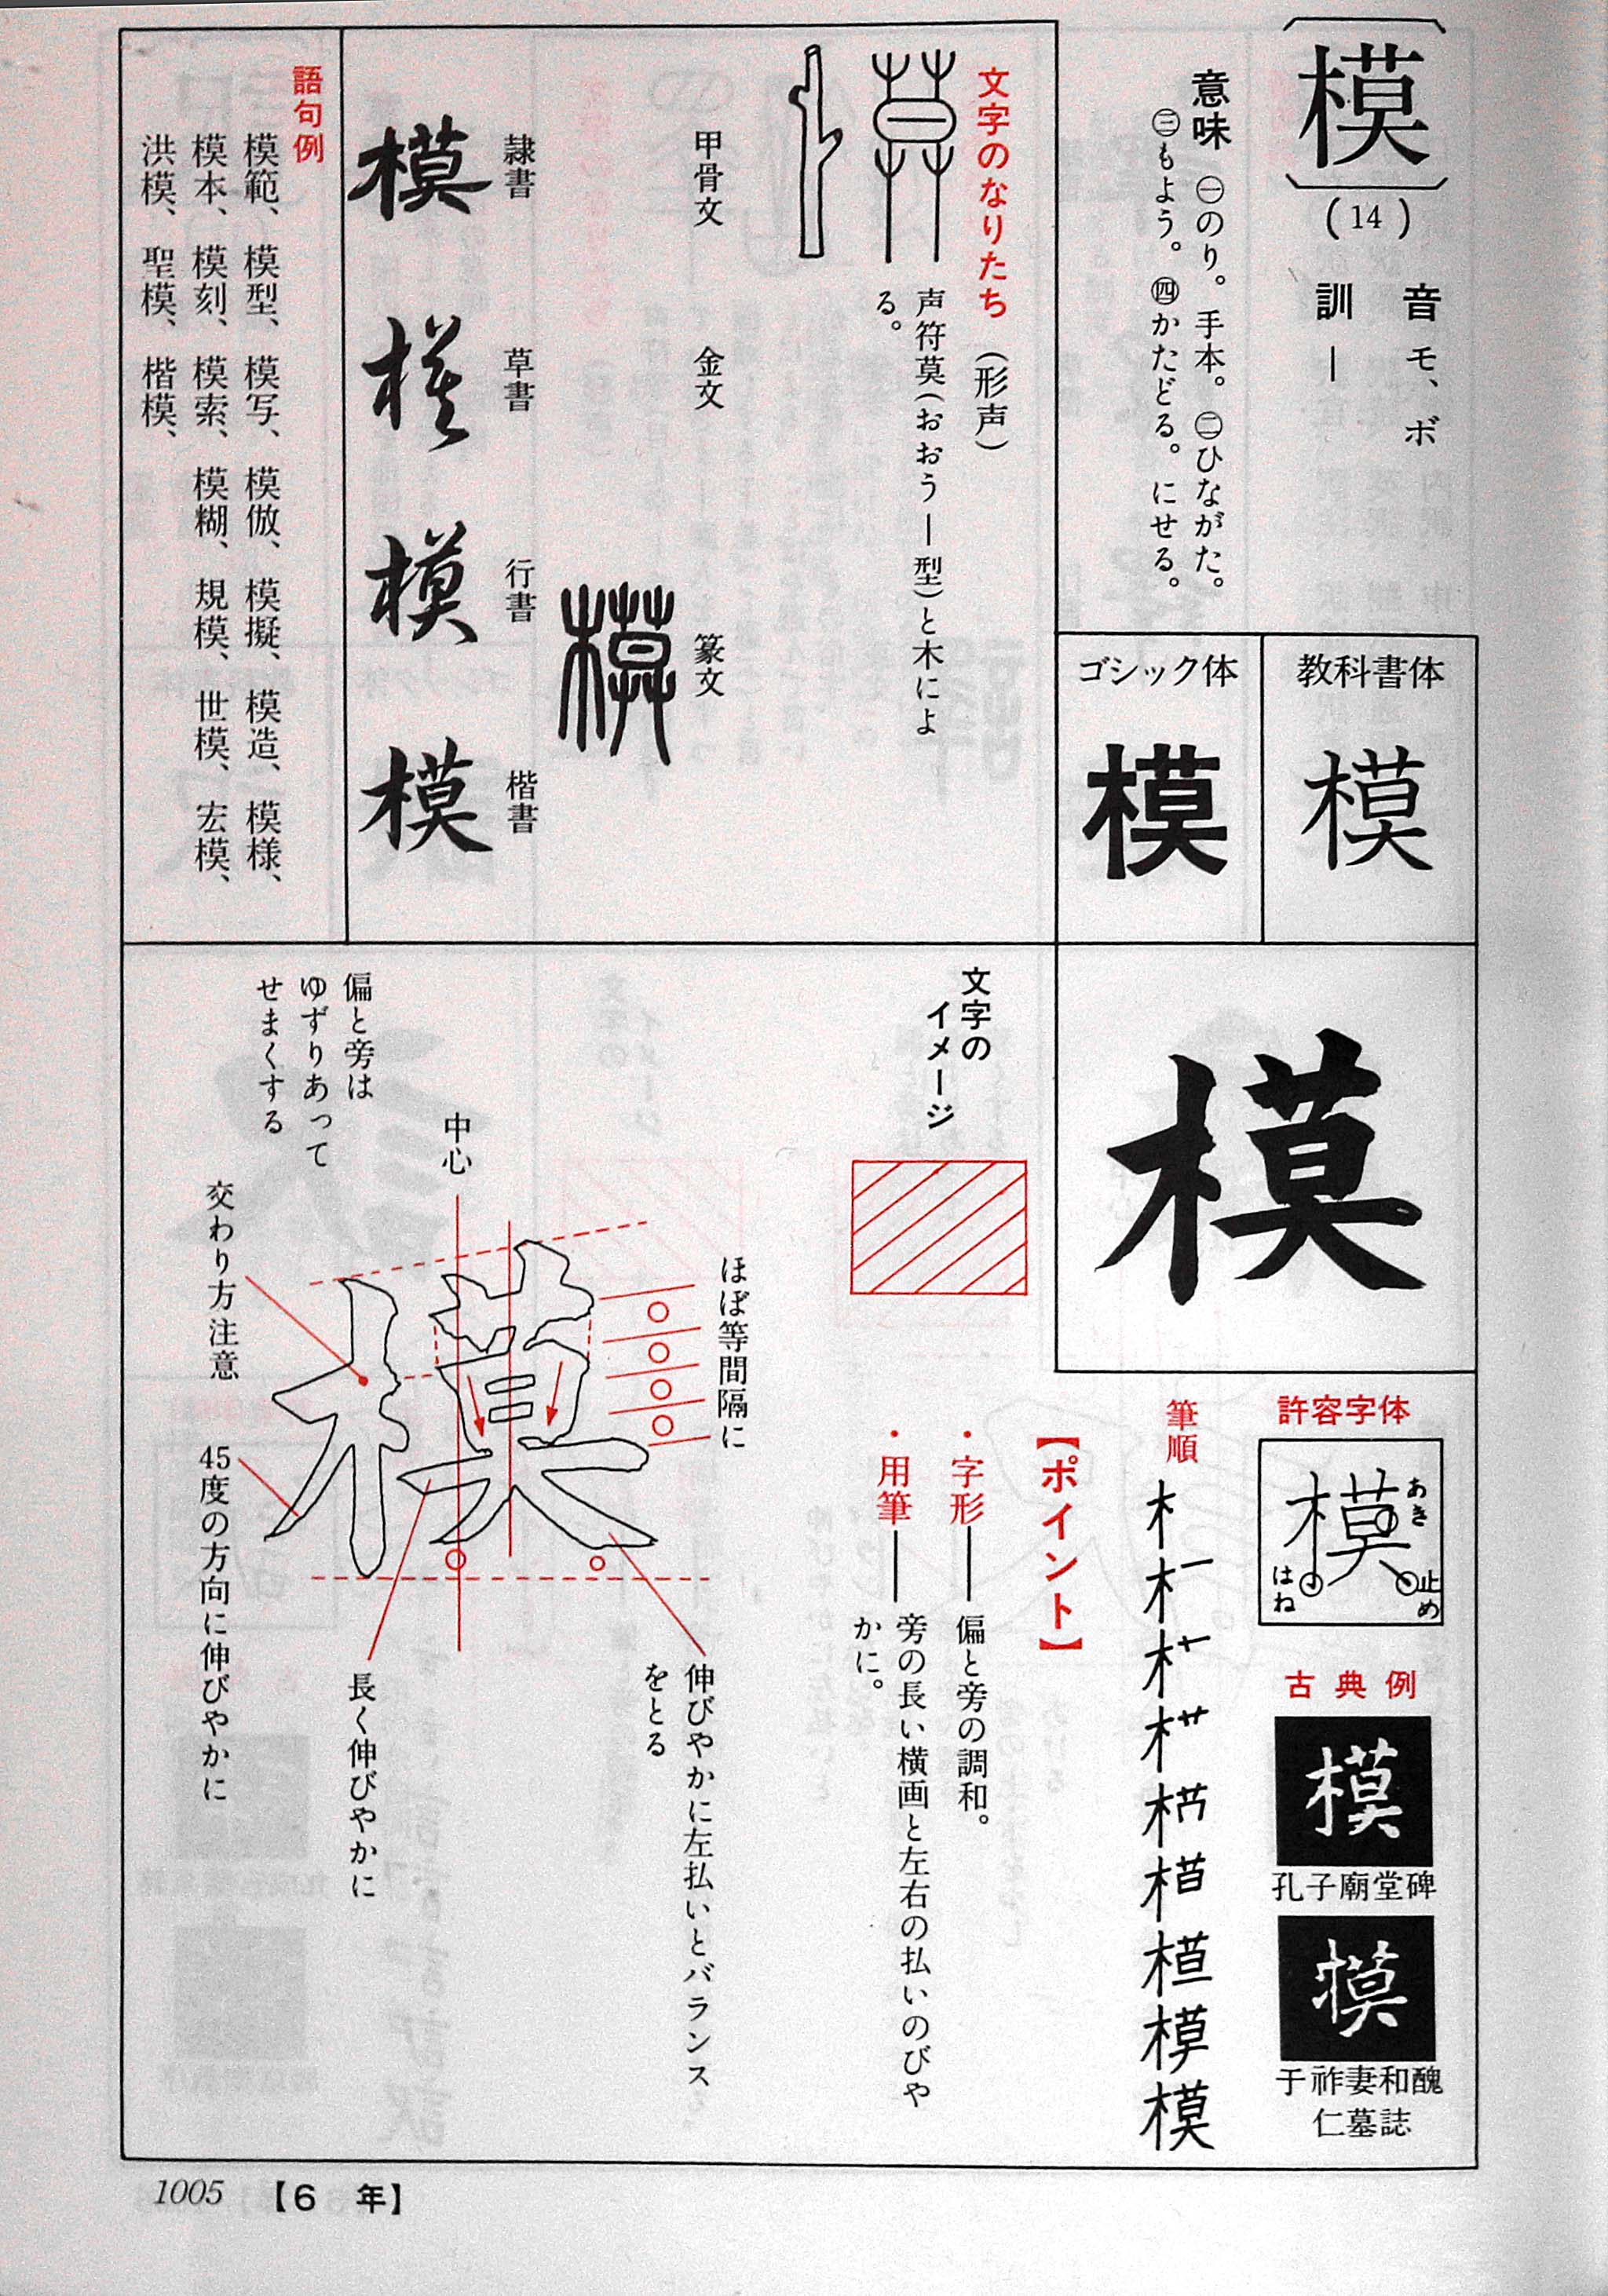 模
(14)
音 モ、ボ
訓 ―
意味 ㊀のり。手本。㊁ひながた。
㊂もよう。㊃かたどる。にせる。
教科書体
模
ゴシック体
模
模
文字のなりたち (形声)
声符莫(おおう―型)と木によ
る。
甲骨文
金文
篆文
模
隷書
模
草書
模
行書
模
楷書
模
語句例
模範、模型、模写、模倣、模擬、模造、模様、
模本、模刻、模索、模糊、規模、世模、宏模、
洪模、聖模、楷模、
許容字体
模
あき
止め
はね
古典例
模
孔子廟堂碑
模
于祚妻和醜
仁墓誌
筆順
模
【ポイント】
・字形―偏と旁の調和。
・用筆―旁の長い横画と左右の払いのびや
かに。
文字の
イメージ
ほぼ等間隔に
中心
偏と旁は
ゆずりあって
せまくする
交わり方注意
45度の方向に伸びやかに
伸びやかに左払いとバランス
をとる
長く伸びやかに
1005 【6 年】